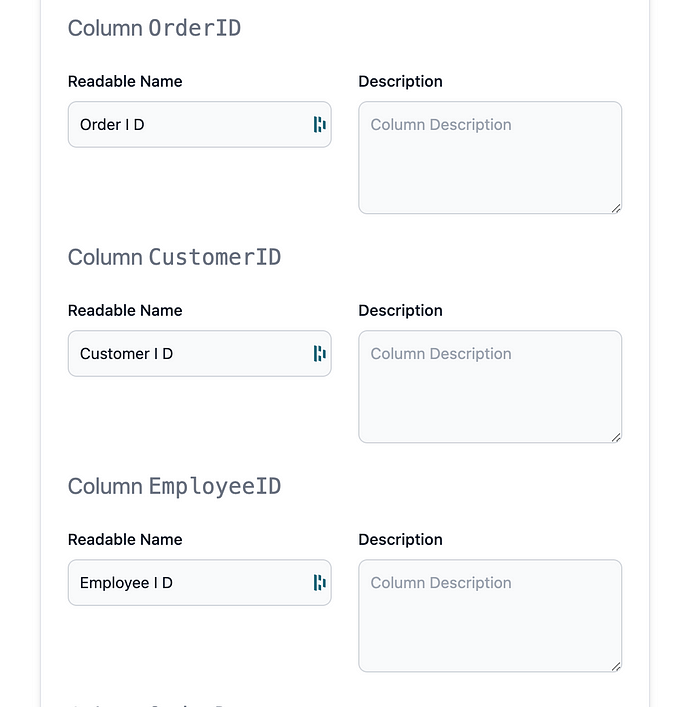 Column OrderID
Readable Name Description
Order I D Column Description
Column CustomerID
Readable Name Description
Customer I D Column Description
Column EmployeeID
Readable Name Description
Employee I D Column Description